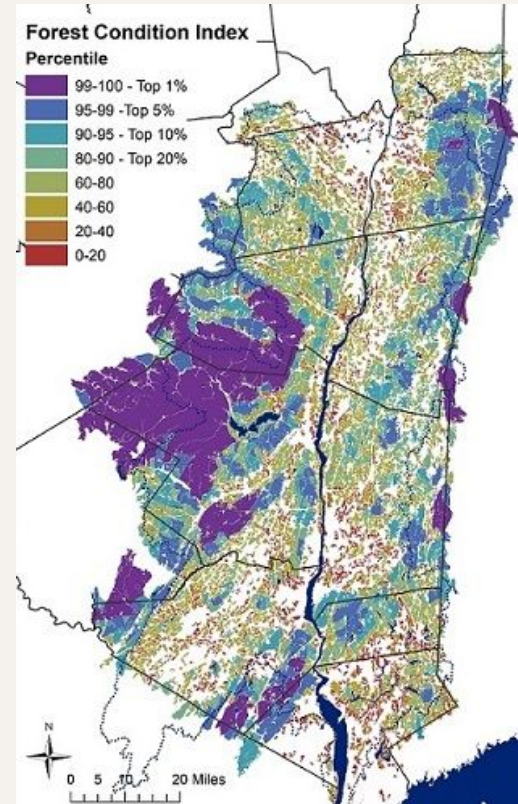 Forest Condition Index
Percentile
99-100 - Top 1%
95-99 - Top 5%
90-95 - Top 10%
80-90 - Top 20%
60-80
40-60
20-40
0-20
N
0 5 10 20 Miles